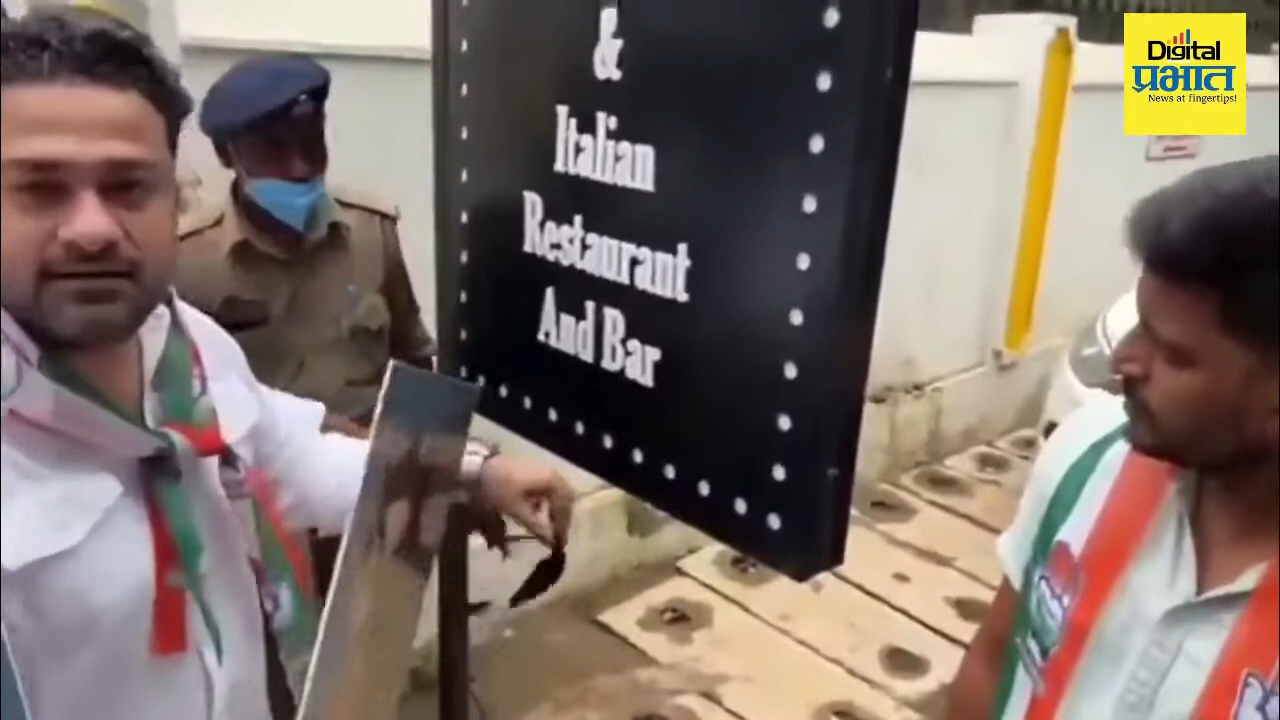 &
Italian
Restaurant
And Bar
Digital
प्रभात
News at fingertips!